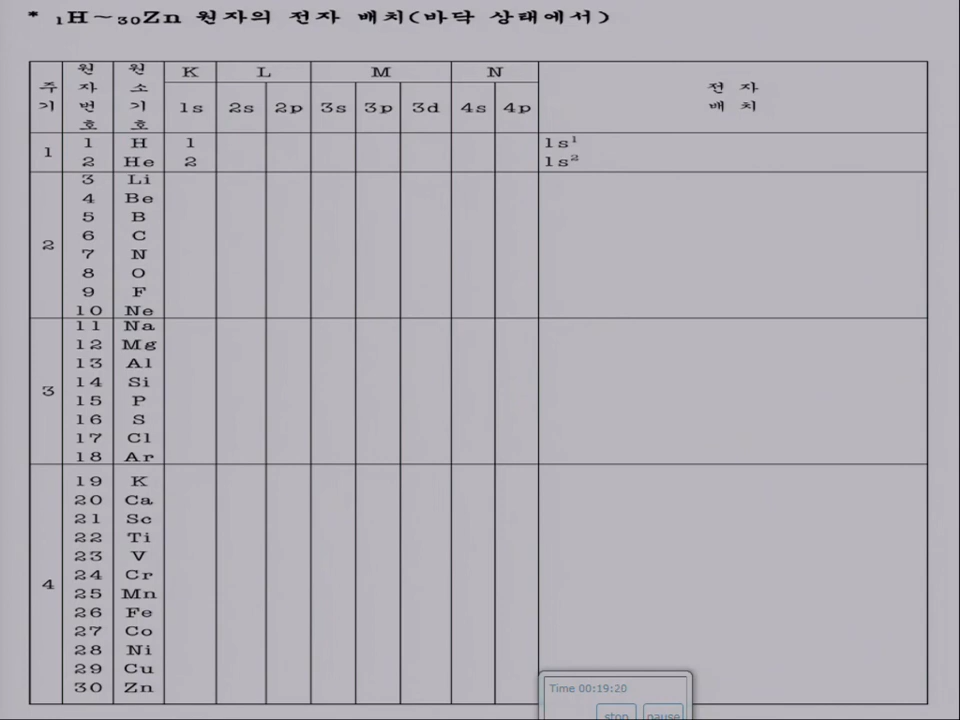 * ₁H~₃₀Zn 원자의 전자 배치(바닥 상태에서)
주기 원자번호 원소기호 K L M N 전자 배치
1s 2s 2p 3s 3p 3d 4s 4p
1 1 H 1 1s¹
2 He 2 1s²
2 3 Li
4 Be
5 B
6 C
7 N
8 O
9 F
10 Ne
3 11 Na
12 Mg
13 Al
14 Si
15 P
16 S
17 Cl
18 Ar
4 19 K
20 Ca
21 Sc
22 Ti
23 V
24 Cr
25 Mn
26 Fe
27 Co
28 Ni
29 Cu
30 Zn
Time 00:19:20
stop pause